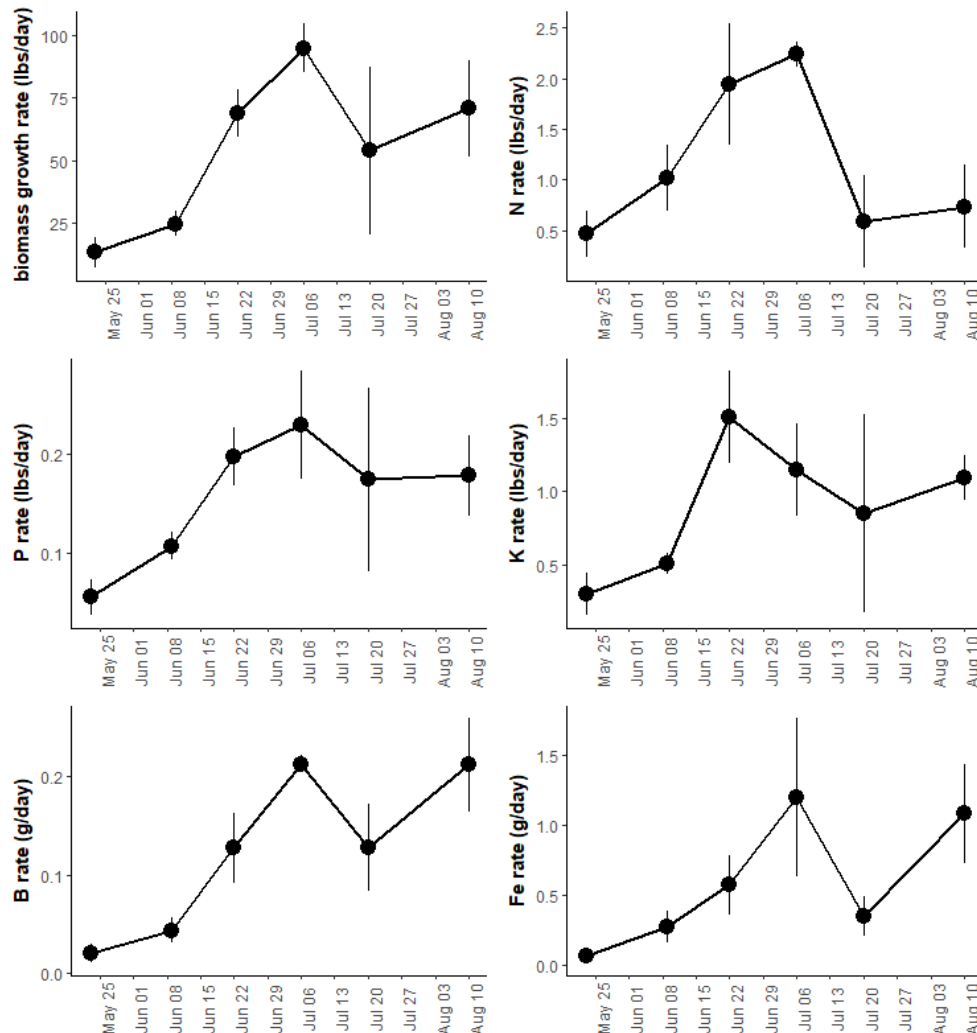 biomass growth rate (lbs/day)
100
75
50
25
May 25
Jun 01
Jun 08
Jun 15
Jun 22
Jun 29
Jul 06
Jul 13
Jul 20
Jul 27
Aug 03
Aug 10
N rate (lbs/day)
2.5
2.0
1.5
1.0
0.5
May 25
Jun 01
Jun 08
Jun 15
Jun 22
Jun 29
Jul 06
Jul 13
Jul 20
Jul 27
Aug 03
Aug 10
P rate (lbs/day)
0.2
0.1
May 25
Jun 01
Jun 08
Jun 15
Jun 22
Jun 29
Jul 06
Jul 13
Jul 20
Jul 27
Aug 03
Aug 10
K rate (lbs/day)
1.5
1.0
0.5
May 25
Jun 01
Jun 08
Jun 15
Jun 22
Jun 29
Jul 06
Jul 13
Jul 20
Jul 27
Aug 03
Aug 10
B rate (g/day)
0.2
0.1
0.0
May 25
Jun 01
Jun 08
Jun 15
Jun 22
Jun 29
Jul 06
Jul 13
Jul 20
Jul 27
Aug 03
Aug 10
Fe rate (g/day)
1.5
1.0
0.5
0.0
May 25
Jun 01
Jun 08
Jun 15
Jun 22
Jun 29
Jul 06
Jul 13
Jul 20
Jul 27
Aug 03
Aug 10